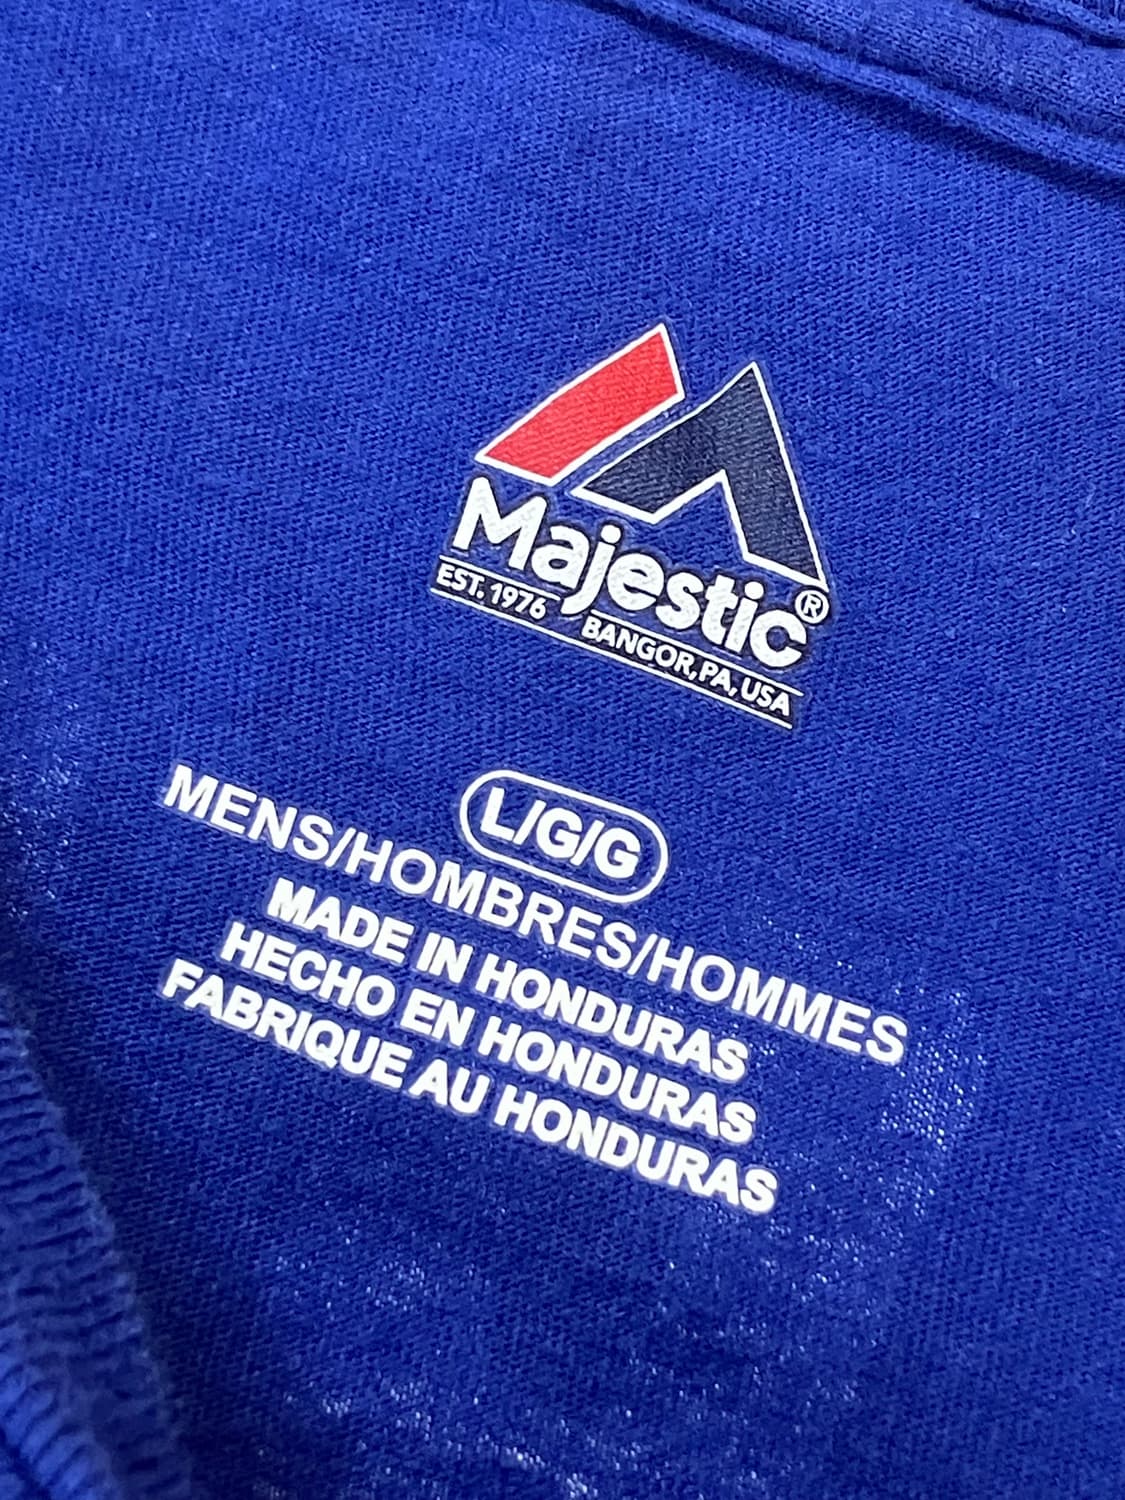 Majestic®
EST. 1976 BANGOR, PA, USA
L/G/G
MENS/HOMBRES/HOMMES
MADE IN HONDURAS
HECHO EN HONDURAS
FABRIQUE AU HONDURAS